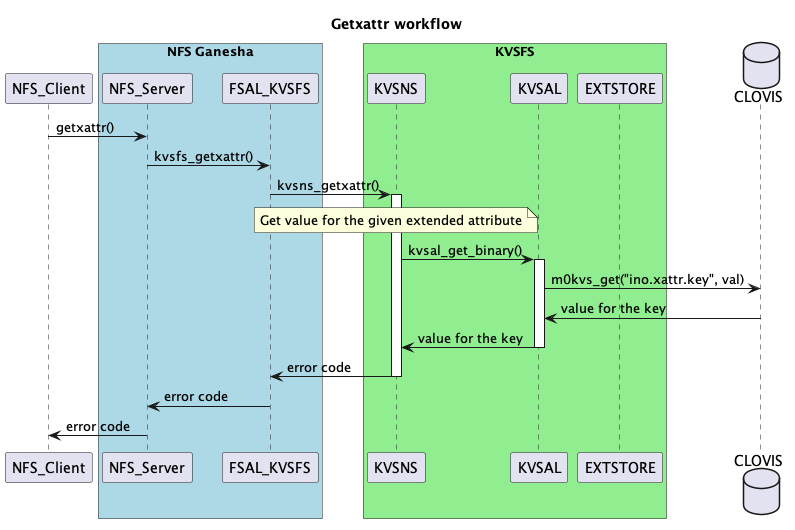 Getxattr workflow
NFS Ganesha
KVSFS
NFS_Client
NFS_Server
FSAL_KVSFS
KVSNS
KVSAL
EXTSTORE
CLOVIS
getxattr()
kvsfs_getxattr()
kvsns_getxattr()
Get value for the given extended attribute
kvsal_get_binary()
m0kvs_get("ino.xattr.key", val)
value for the key
value for the key
error code
error code
error code
NFS_Client
NFS_Server
FSAL_KVSFS
KVSNS
KVSAL
EXTSTORE
CLOVIS